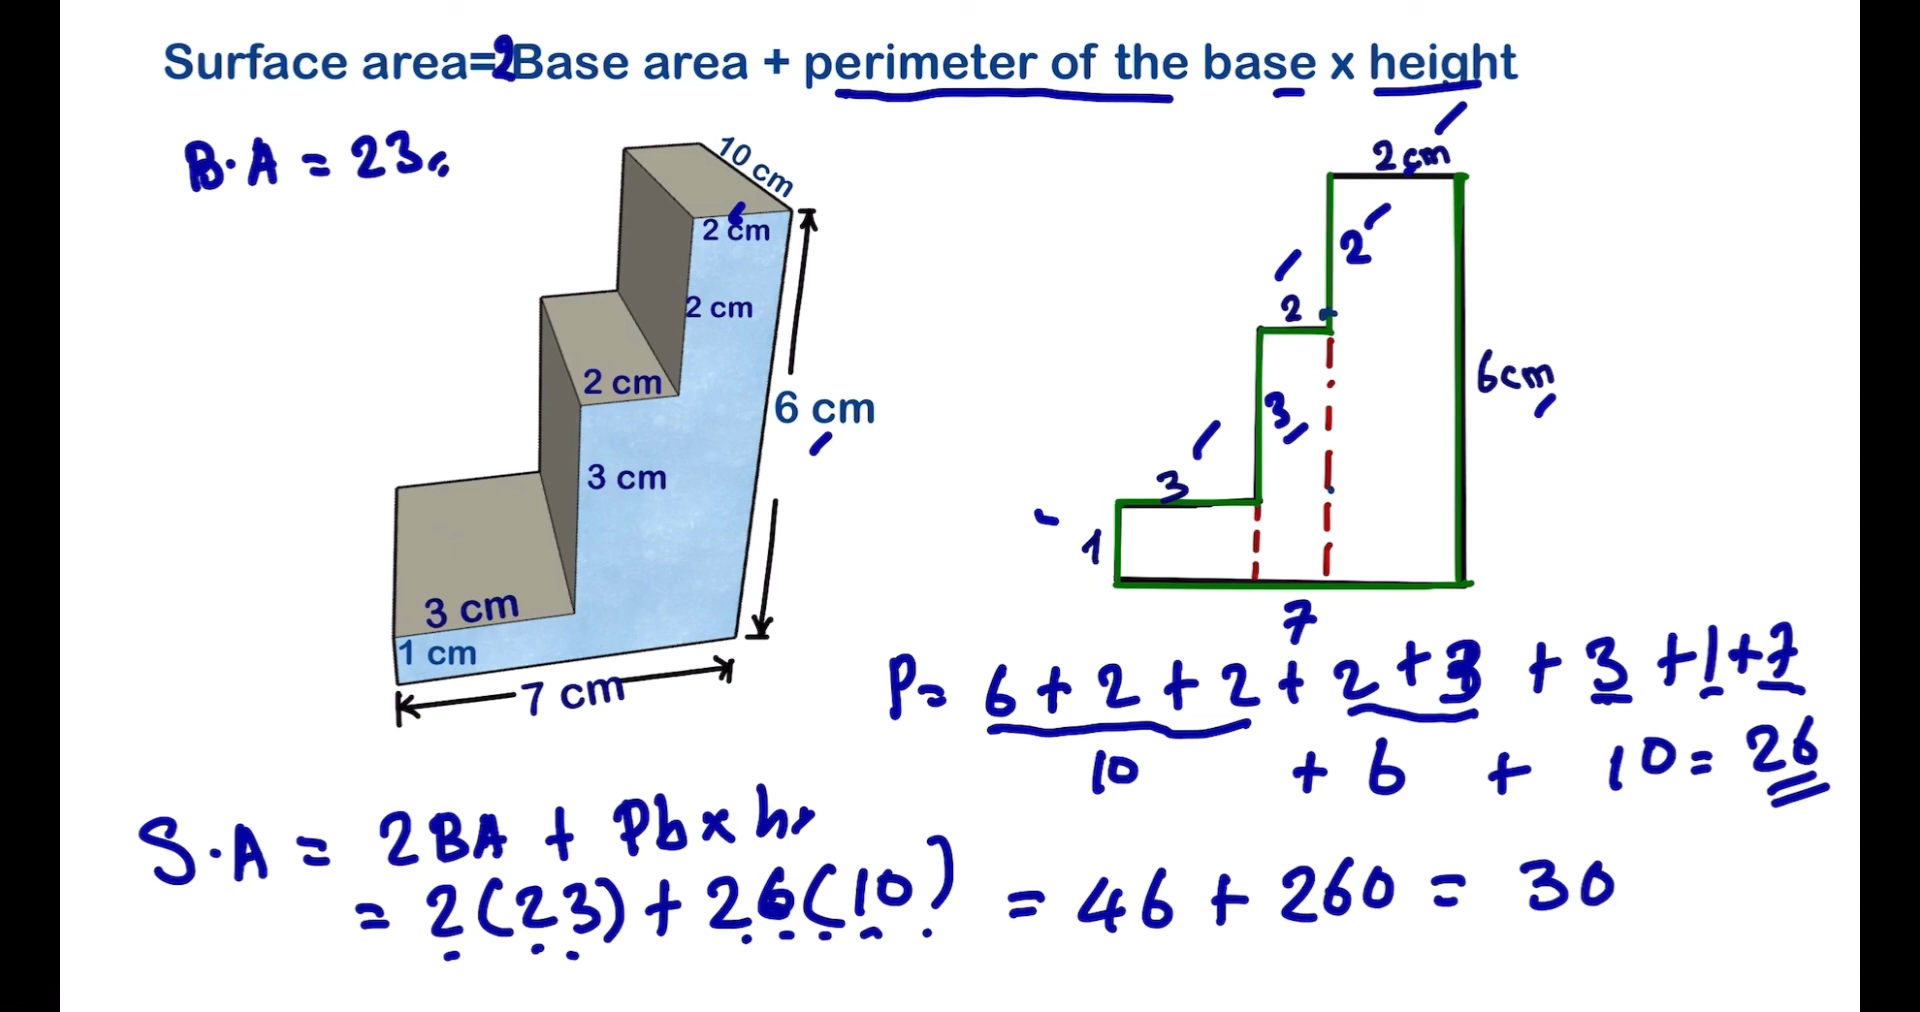 Surface area=2Base area + perimeter of the base x height
B.A = 23
10 cm
2 cm
2 cm
2 cm
6 cm
3 cm
3 cm
1 cm
7 cm
2cm
2
2
3
6cm
3
1
7
P= 6+2+2+2+3+3+1+7
10 + 6 + 10=26
S.A = 2BA + Pb x h
= 2(23)+26(10) = 46+260 = 30